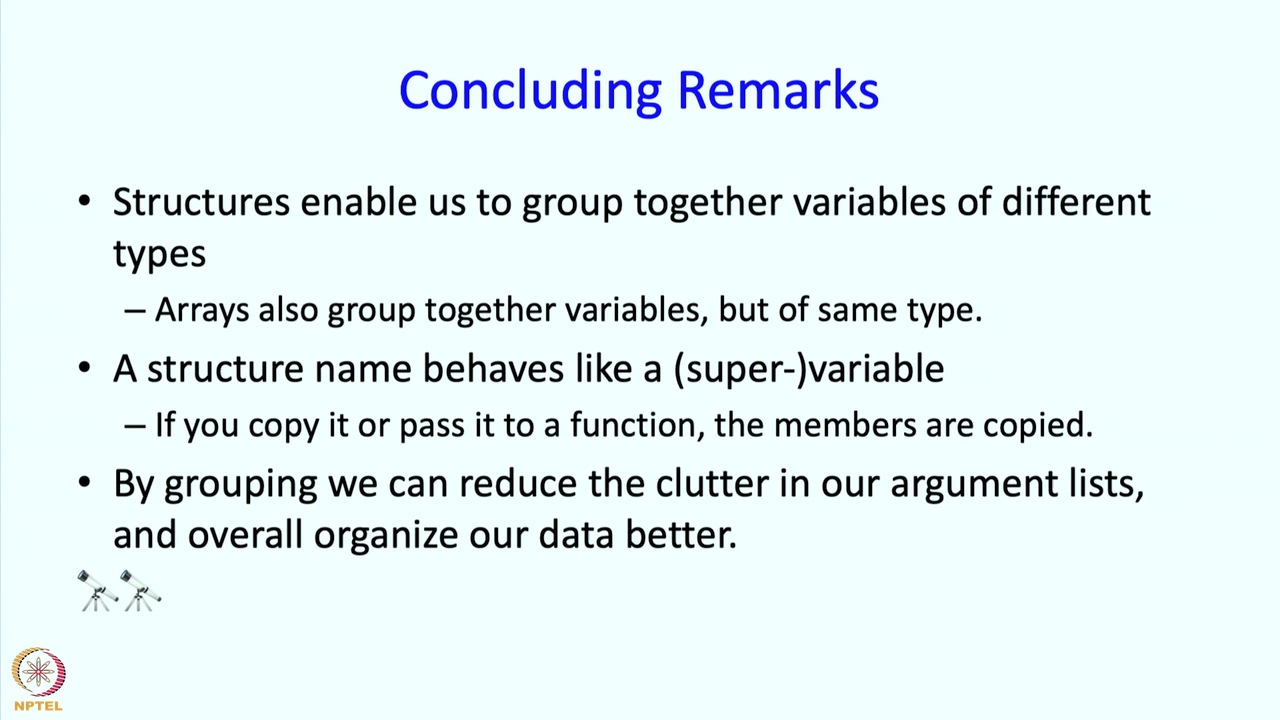 Concluding Remarks
• Structures enable us to group together variables of different
types
– Arrays also group together variables, but of same type.
• A structure name behaves like a (super-)variable
– If you copy it or pass it to a function, the members are copied.
• By grouping we can reduce the clutter in our argument lists,
and overall organize our data better.
NPTEL